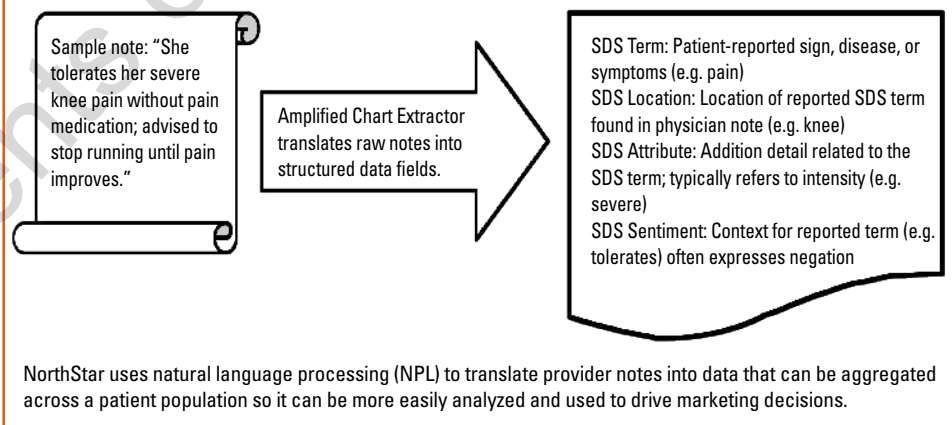 Sample note: “She
tolerates her severe
knee pain without pain
medication; advised to
stop running until pain
improves.”
Amplified Chart Extractor
translates raw notes into
structured data fields.
SDS Term: Patient-reported sign, disease, or
symptoms (e.g. pain)
SDS Location: Location of reported SDS term
found in physician note (e.g. knee)
SDS Attribute: Addition detail related to the
SDS term; typically refers to intensity (e.g.
severe)
SDS Sentiment: Context for reported term (e.g.
tolerates) often expresses negation
NorthStar uses natural language processing (NPL) to translate provider notes into data that can be aggregated
across a patient population so it can be more easily analyzed and used to drive marketing decisions.